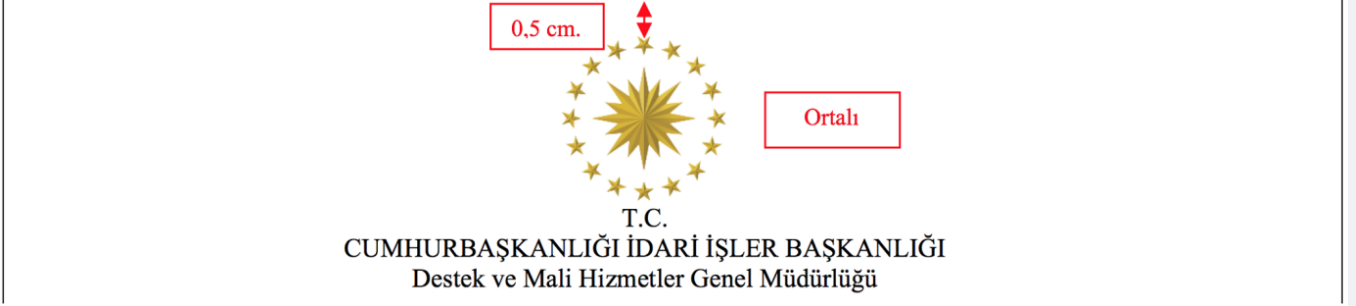 0,5 cm.
Ortalı
T.C.
CUMHURBAŞKANLIĞI İDARİ İŞLER BAŞKANLIĞI
Destek ve Mali Hizmetler Genel Müdürlüğü